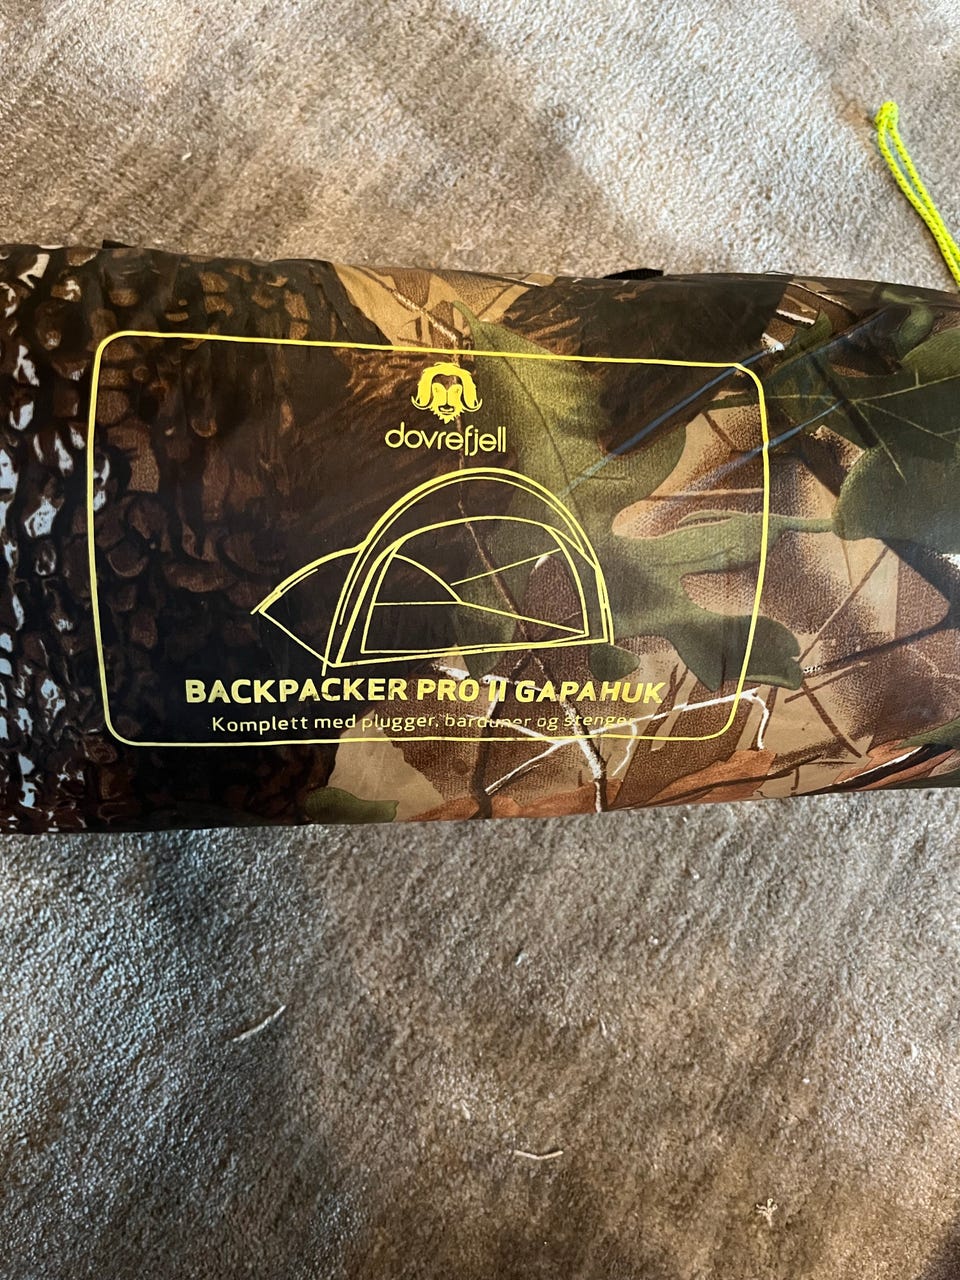 dovrefjell
BACKPACKER PRO II GAPAHUK
Komplett med plugger, barduner og stenger